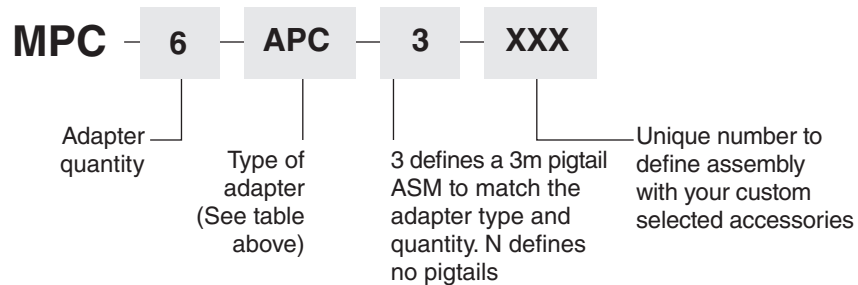 MPC – 6 – APC – 3 – XXX
Adapter
quantity
Type of
adapter
(See table
above)
3 defines a 3m pigtail
ASM to match the
adapter type and
quantity. N defines
no pigtails
Unique number to
define assembly
with your custom
selected accessories